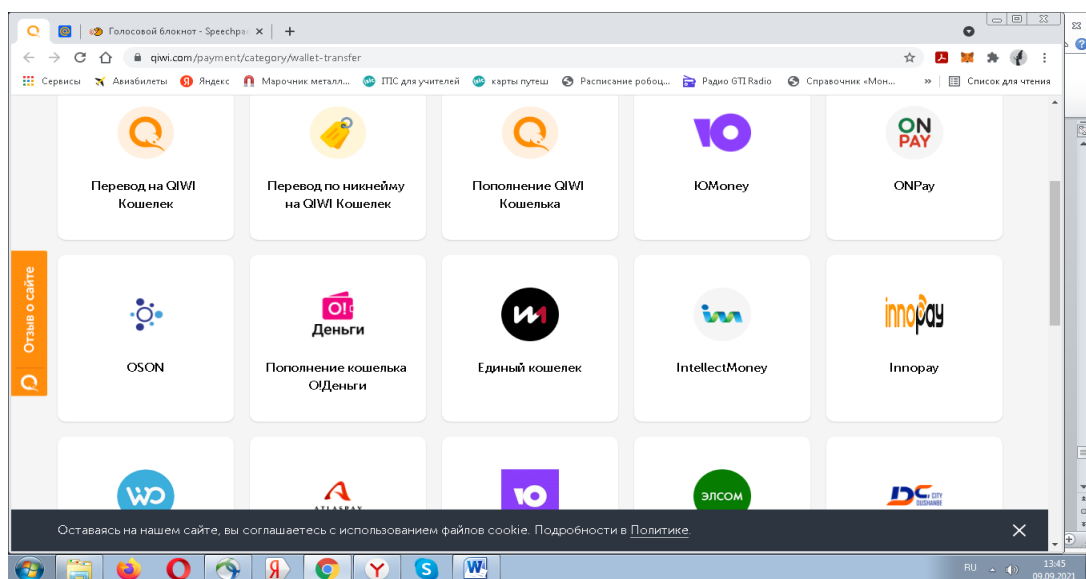 Голосовой блокнот - Speechpa
qiwi.com/payment/category/wallet-transfer
Сервисы Авиабилеты Яндекс Марочник металл... ПС для учителей карты путеш Расписание робоц... Радио GTI Radio Справочник «Мон... » Список для чтения
ON
PAY
Перевод на QIWI
Кошелек
Перевод по никнейму
на QIWI Кошелек
Пополнение QIWI
Кошелька
ЮMoney
ONPay
Отзыв о сайте
О!
Деньги
innopay
OSON
Пополнение кошелька
О!Деньги
Единый кошелек
IntellectMoney
Innopay
ATLASPAY
ЭЛСОМ
CITY
DUSHANBE
Оставаясь на нашем сайте, вы соглашаетесь с использованием файлов cookie. Подробности в Политике.
RU
13:45
09.09.2021